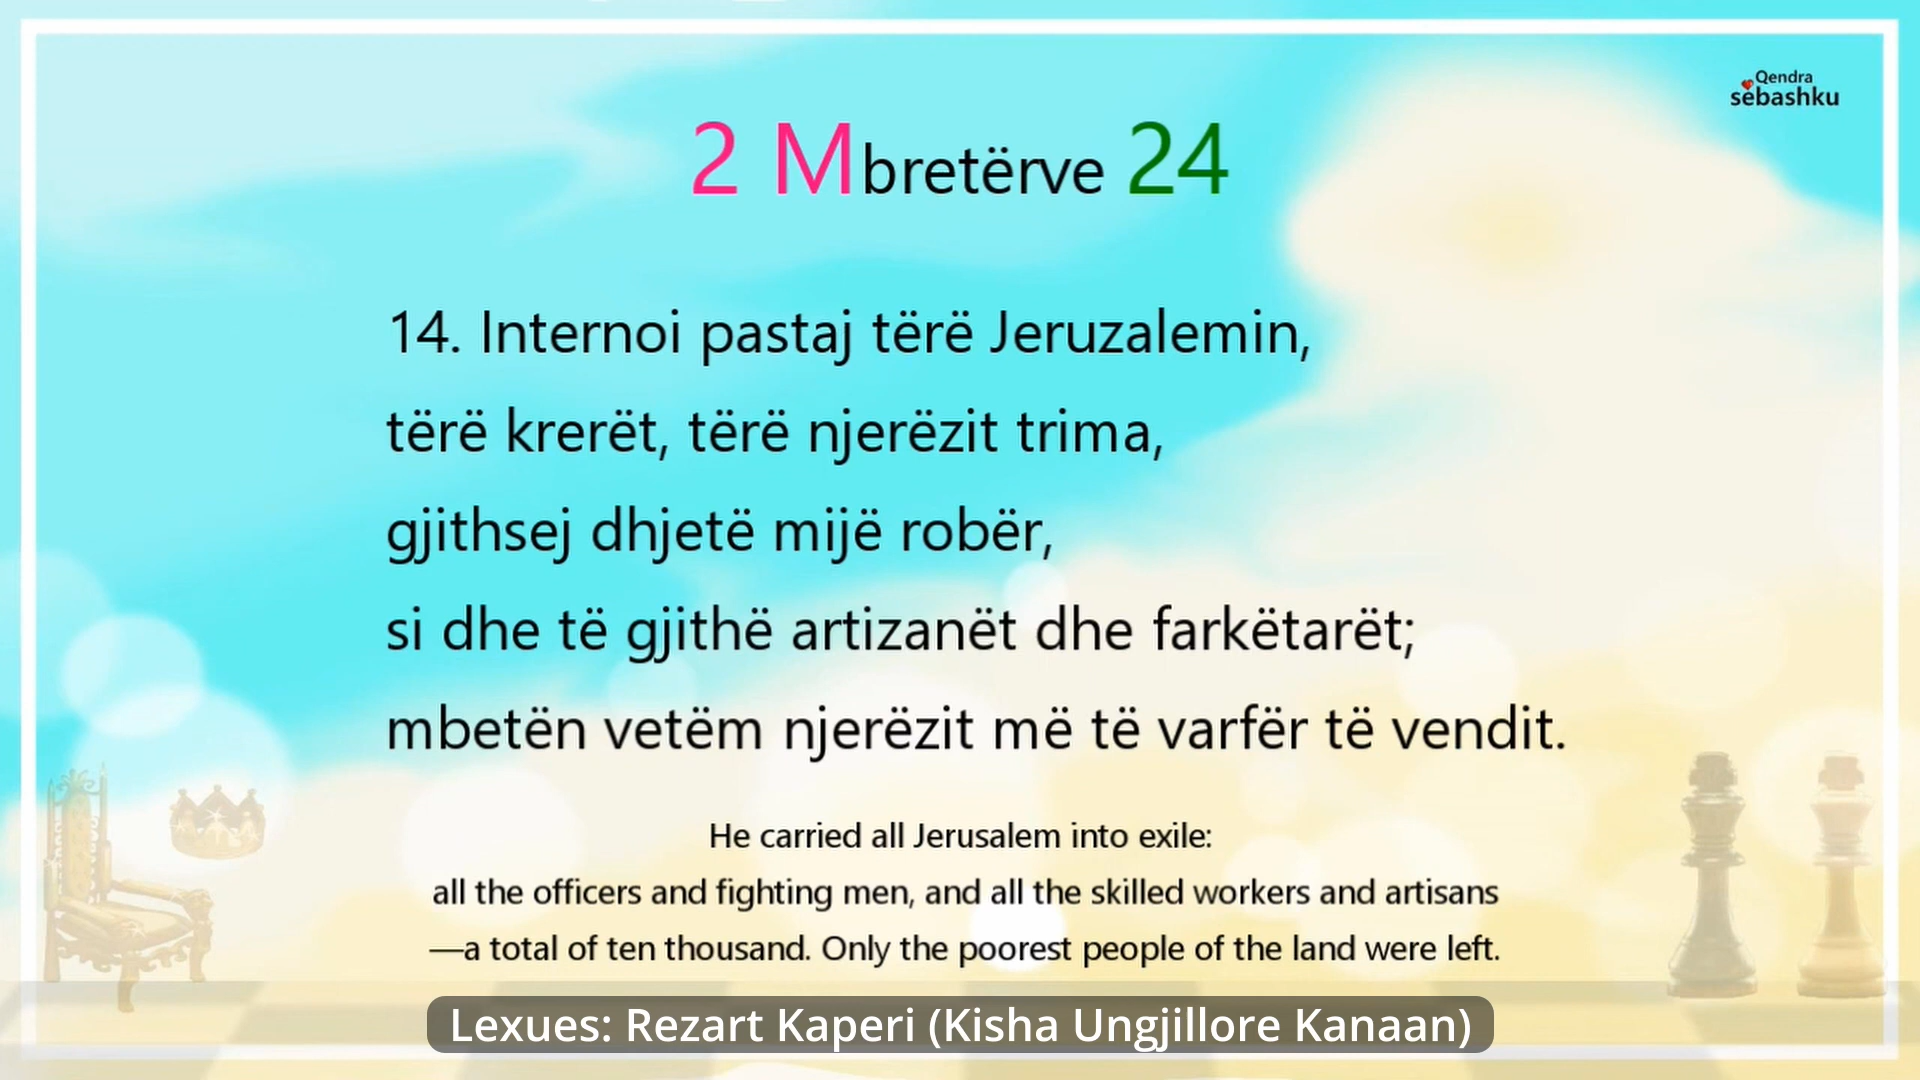 Qendra
sëbashku
2 Mbretërve 24
14. Internoi pastaj tërë Jeruzalemin,
tërë krerët, tërë njerëzit trima,
gjithsej dhjetë mijë robër,
si dhe të gjithë artizanët dhe farkëtarët;
mbetën vetëm njerëzit më të varfër të vendit.
He carried all Jerusalem into exile:
all the officers and fighting men, and all the skilled workers and artisans
—a total of ten thousand. Only the poorest people of the land were left.
Lexues: Rezart Kaperi (Kisha Ungjillore Kanaan)